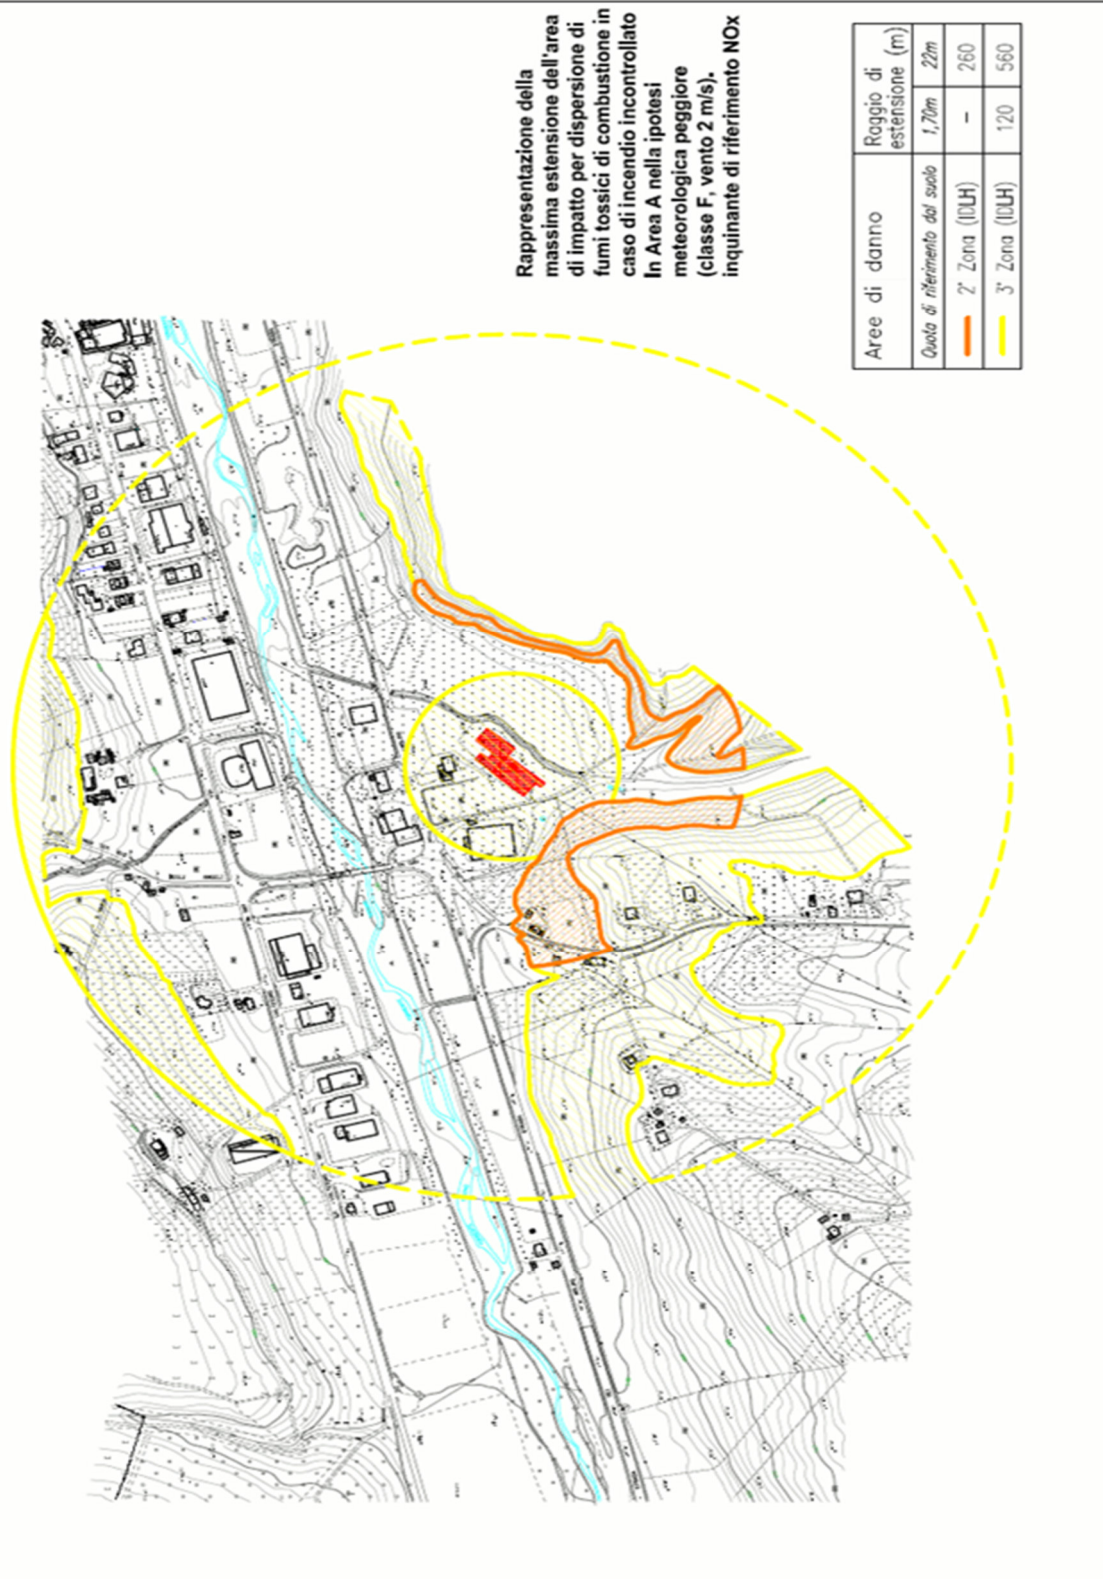 Rappresentazione della
massima estensione dell'area
di impatto per dispersione di
fumi tossici di combustione in
caso di incendio incontrollato
In Area A nella ipotesi
meteorologica peggiore
(classe F, vento 2 m/s).
inquinante di riferimento NOx
Aree di danno
Raggio di
estensione (m)
Quota di riferimento dal suolo 1,70m 22m
2° Zona (IDLH) – 260
3° Zona (IDLH) 120 560